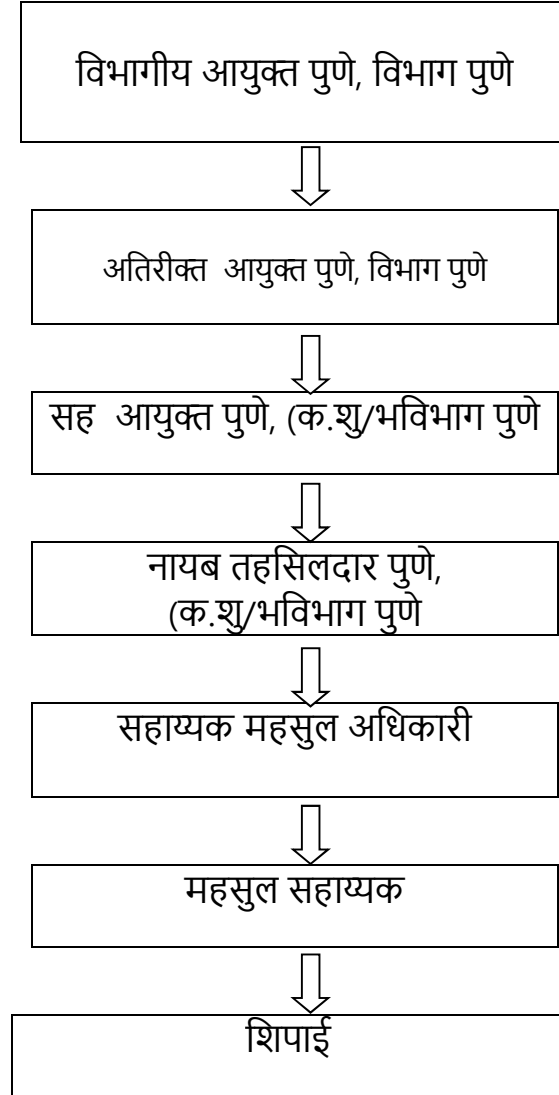 विभागीय आयुक्त पुणे, विभाग पुणे
अतिरीक्त आयुक्त पुणे, विभाग पुणे
सह आयुक्त पुणे, (क.शु/भविभाग पुणे
नायब तहसिलदार पुणे,
(क.शु/भविभाग पुणे
सहाय्यक महसुल अधिकारी
महसुल सहाय्यक
शिपाई